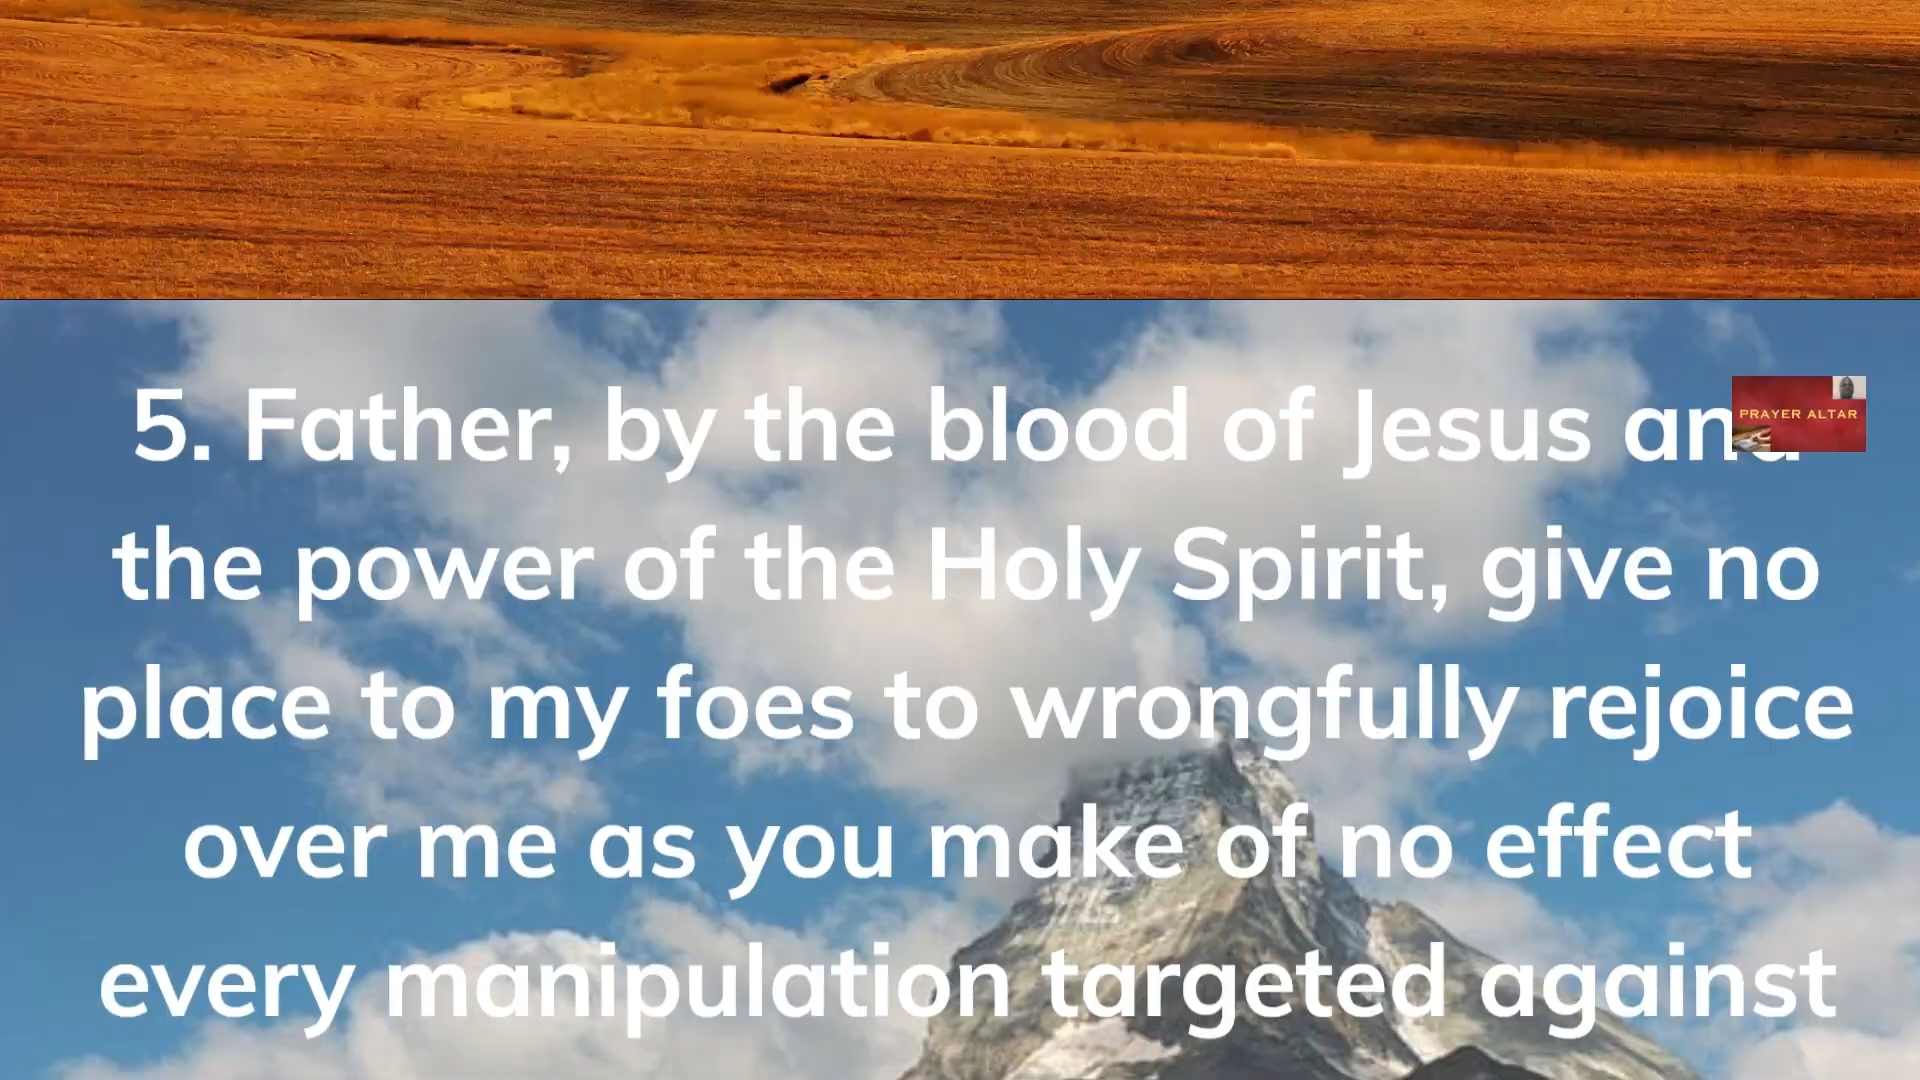 5. Father, by the blood of Jesus and
PRAYER ALTAR
the power of the Holy Spirit, give no
place to my foes to wrongfully rejoice
over me as you make of no effect
every manipulation targeted against